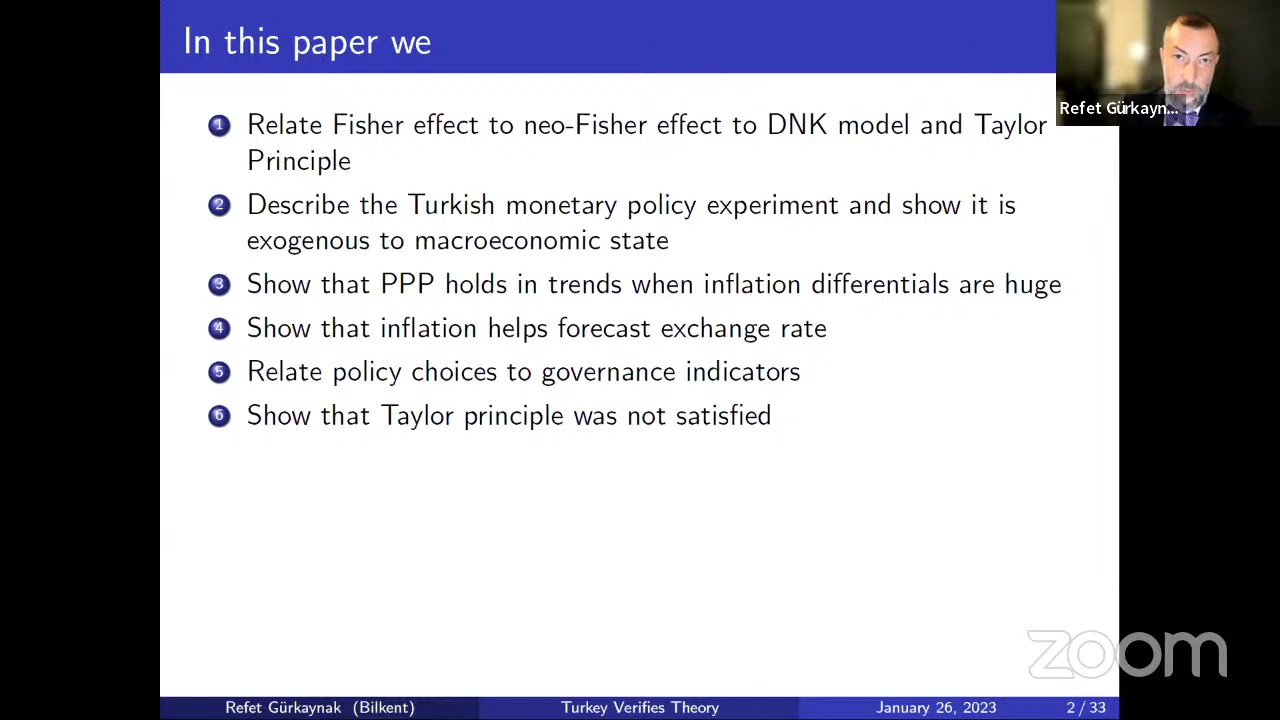 In this paper we
Refet Gürkayn...
1 Relate Fisher effect to neo-Fisher effect to DNK model and Taylor
Principle
2 Describe the Turkish monetary policy experiment and show it is
exogenous to macroeconomic state
3 Show that PPP holds in trends when inflation differentials are huge
4 Show that inflation helps forecast exchange rate
5 Relate policy choices to governance indicators
6 Show that Taylor principle was not satisfied
zoom
Refet Gürkaynak (Bilkent) Turkey Verifies Theory January 26, 2023 2 / 33